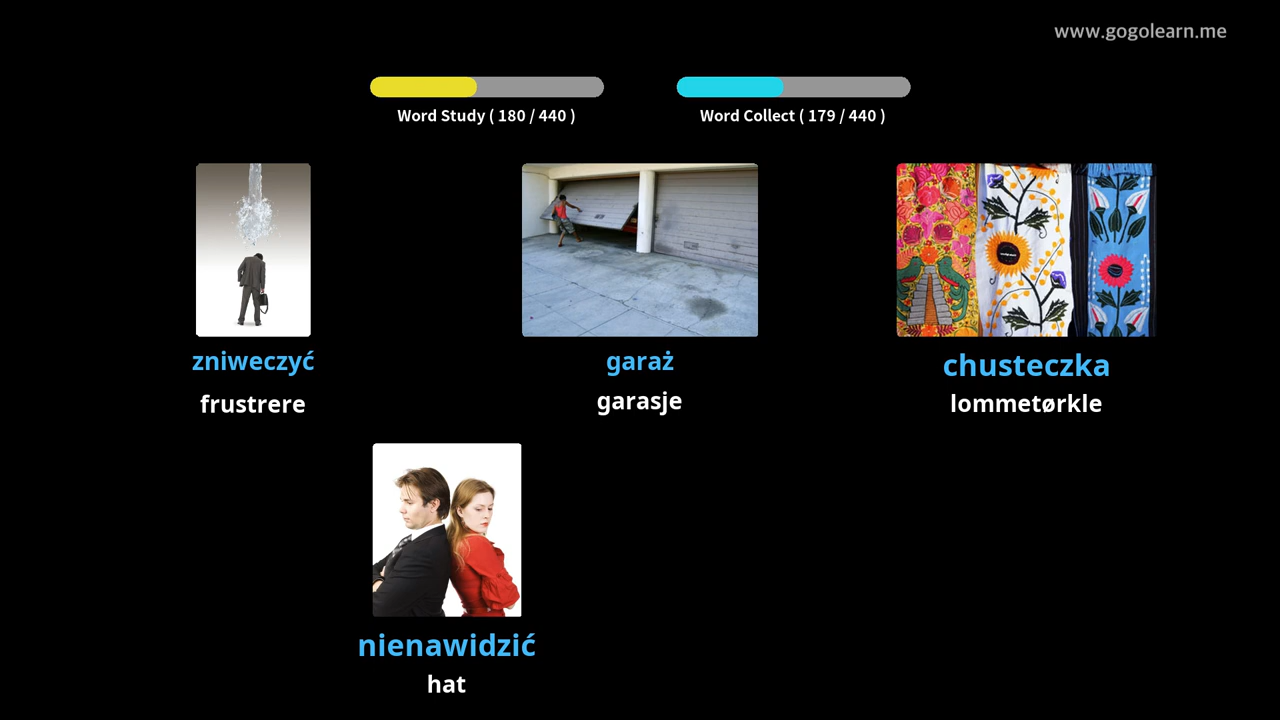 www.gogolearn.me
Word Study ( 180 / 440 )
Word Collect ( 179 / 440 )
zniweczyć
frustrere
garaż
garasje
chusteczka
lommetørkle
nienawidzić
hat